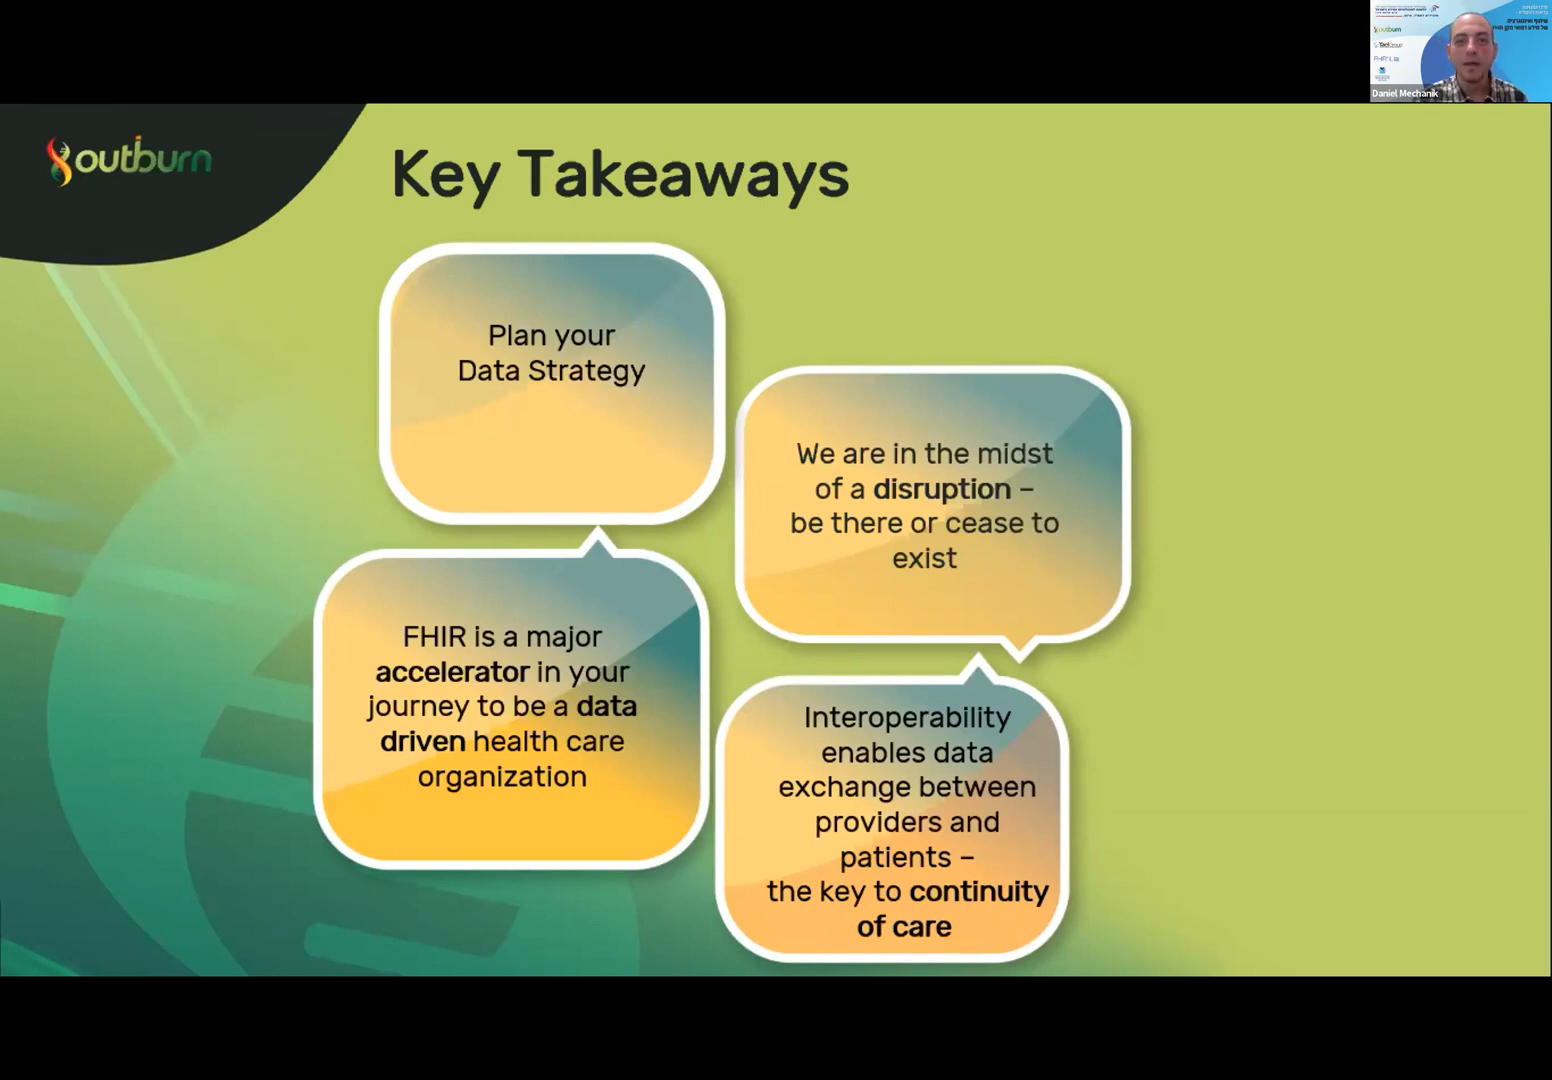 outburn
Key Takeaways
Plan your
Data Strategy
We are in the midst
of a disruption –
be there or cease to
exist
FHIR is a major
accelerator in your
journey to be a data
driven health care
organization
Interoperability
enables data
exchange between
providers and
patients –
the key to continuity
of care
outburn
Daniel Mechanik